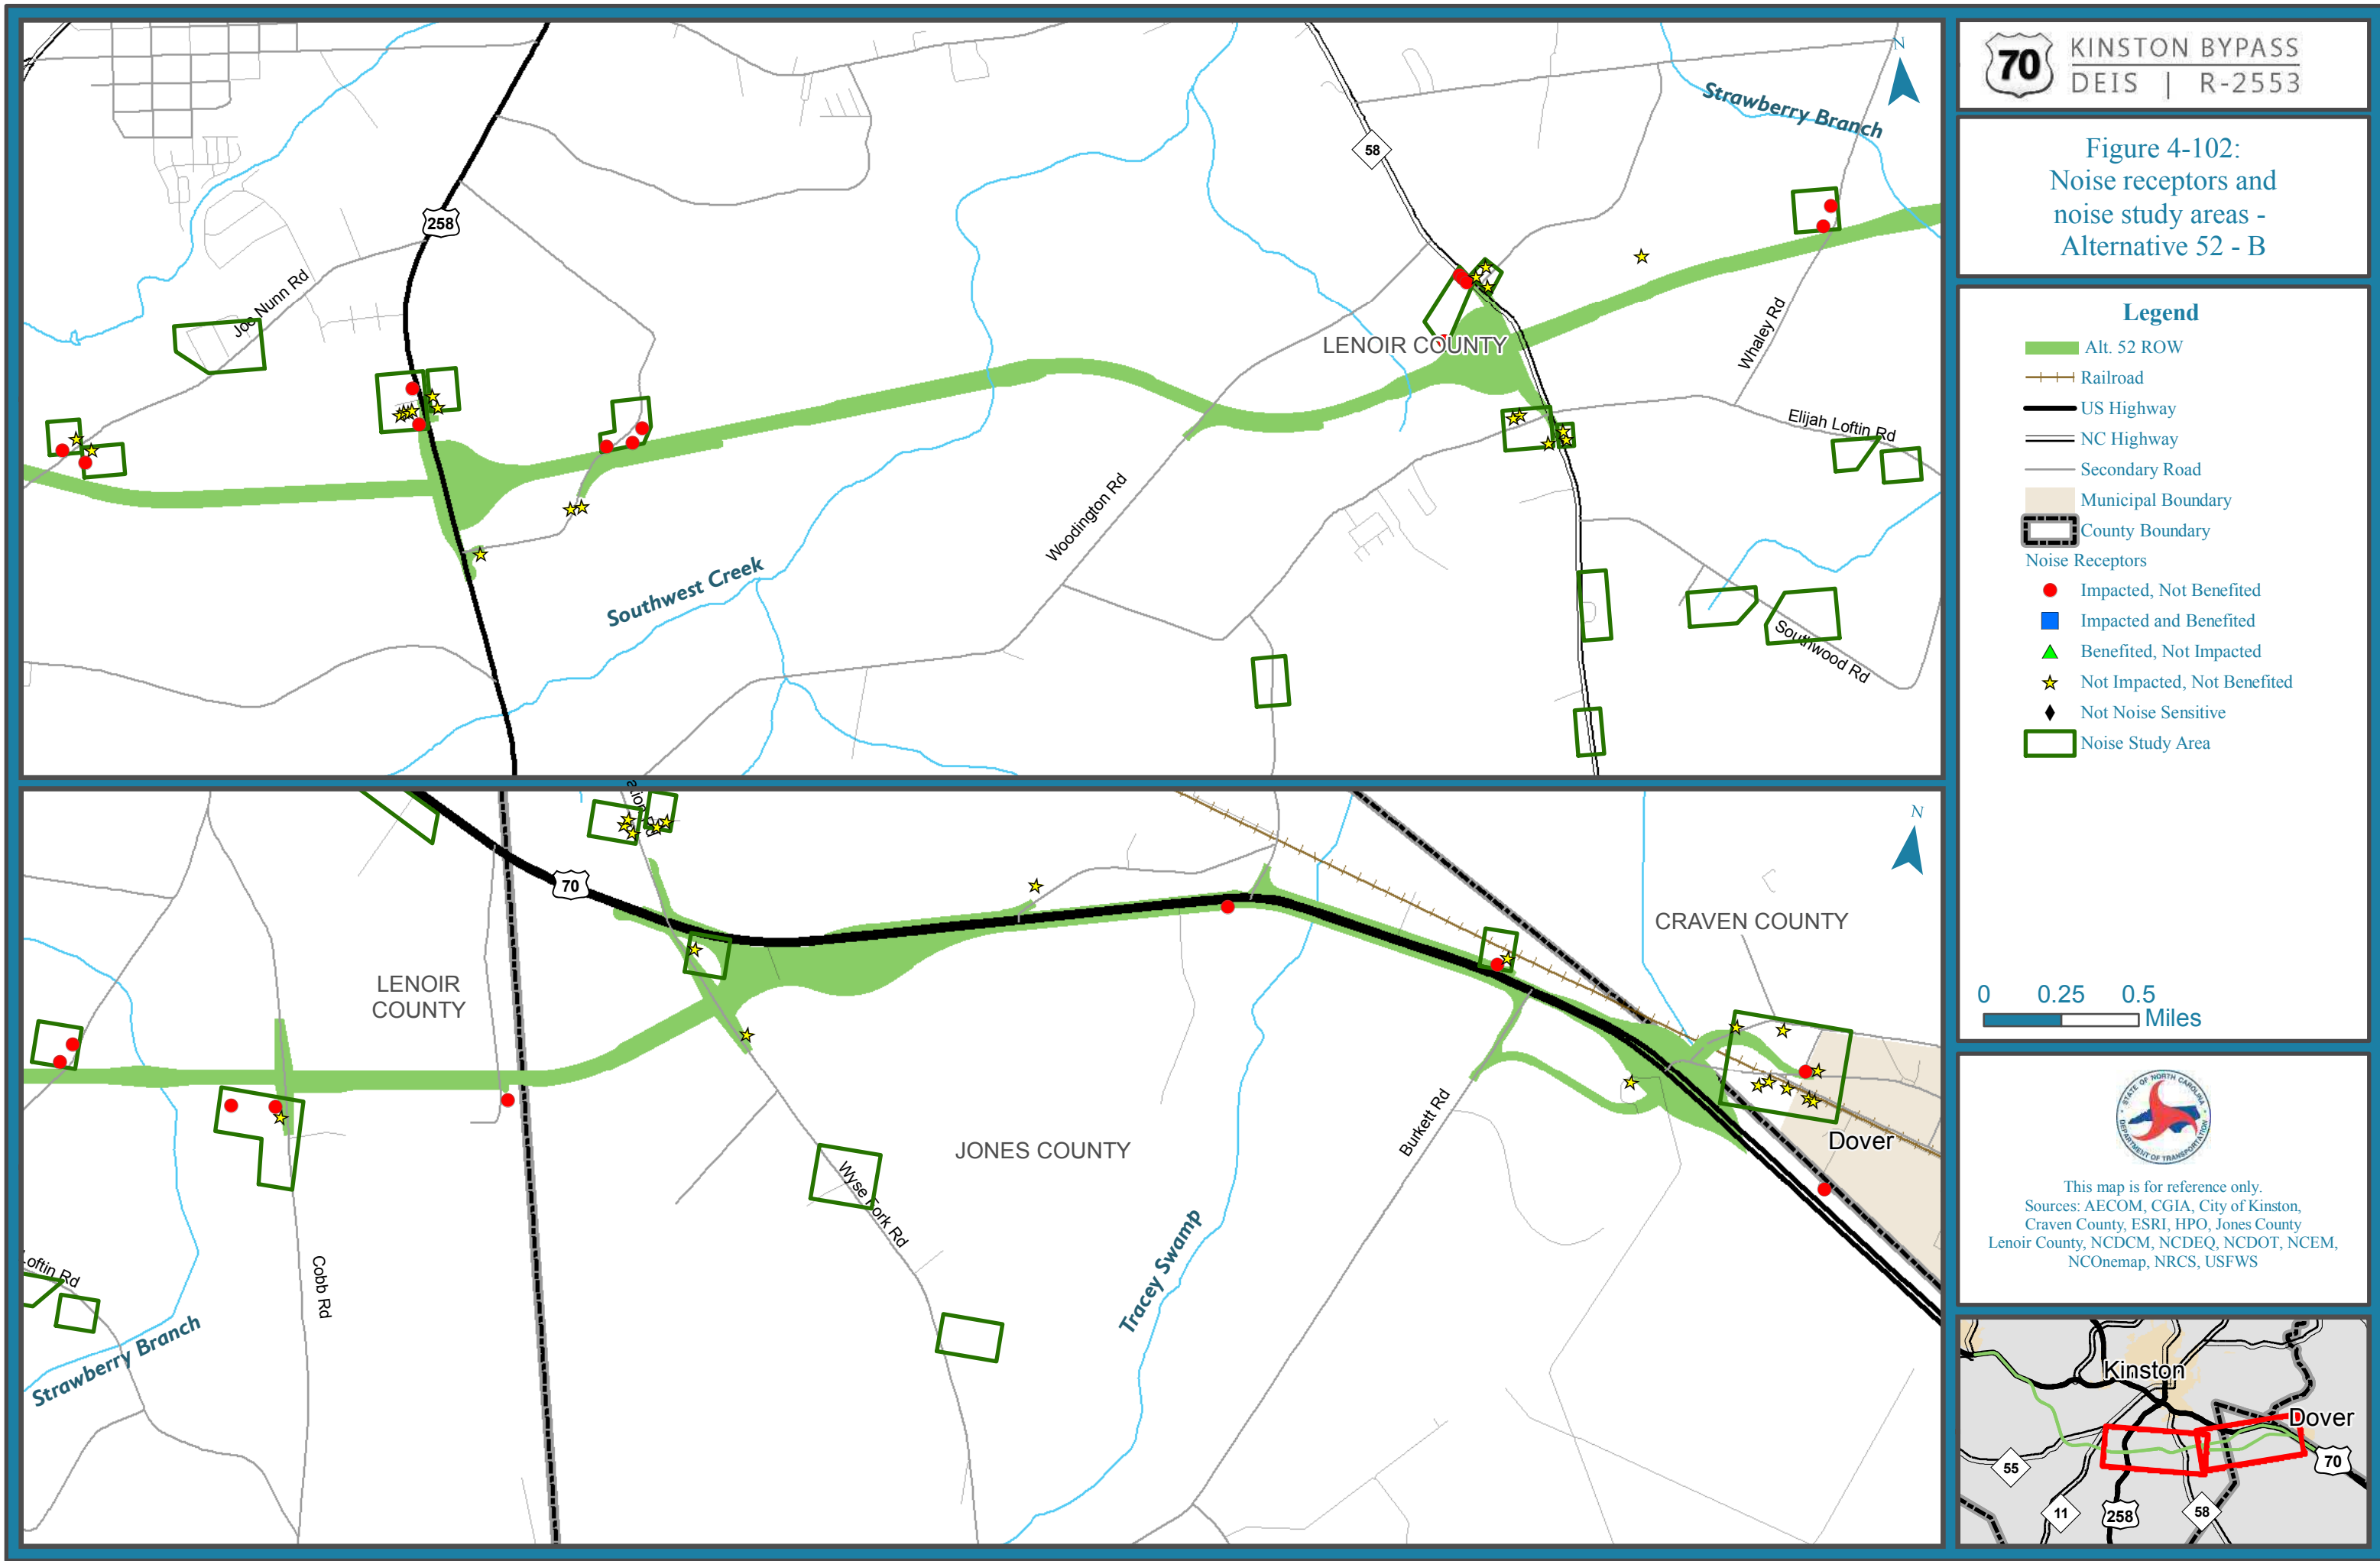 258
Joe Nunn Rd
Southwest Creek
Woodington Rd
58
LENOIR COUNTY
Strawberry Branch
N
Whaley Rd
Elijah Loftin Rd
Southwood Rd
70
LENOIR
COUNTY
JONES COUNTY
CRAVEN COUNTY
N
Wyse Fork Rd
Burkett Rd
Tracey Swamp
Dover
Cobb Rd
Loftin Rd
Strawberry Branch
70
KINSTON BYPASS
DEIS | R-2553
Figure 4-102:
Noise receptors and
noise study areas -
Alternative 52 - B
Legend
Alt. 52 ROW
Railroad
US Highway
NC Highway
Secondary Road
Municipal Boundary
County Boundary
Noise Receptors
Impacted, Not Benefited
Impacted and Benefited
Benefited, Not Impacted
Not Impacted, Not Benefited
Not Noise Sensitive
Noise Study Area
0 0.25 0.5
Miles
STATE OF NORTH CAROLINA
DEPARTMENT OF TRANSPORTATION
This map is for reference only.
Sources: AECOM, CGIA, City of Kinston,
Craven County, ESRI, HPO, Jones County
Lenoir County, NCDCM, NCDEQ, NCDOT, NCEM,
NCOnemap, NRCS, USFWS
Kinston
Dover
55
70
11
258
58